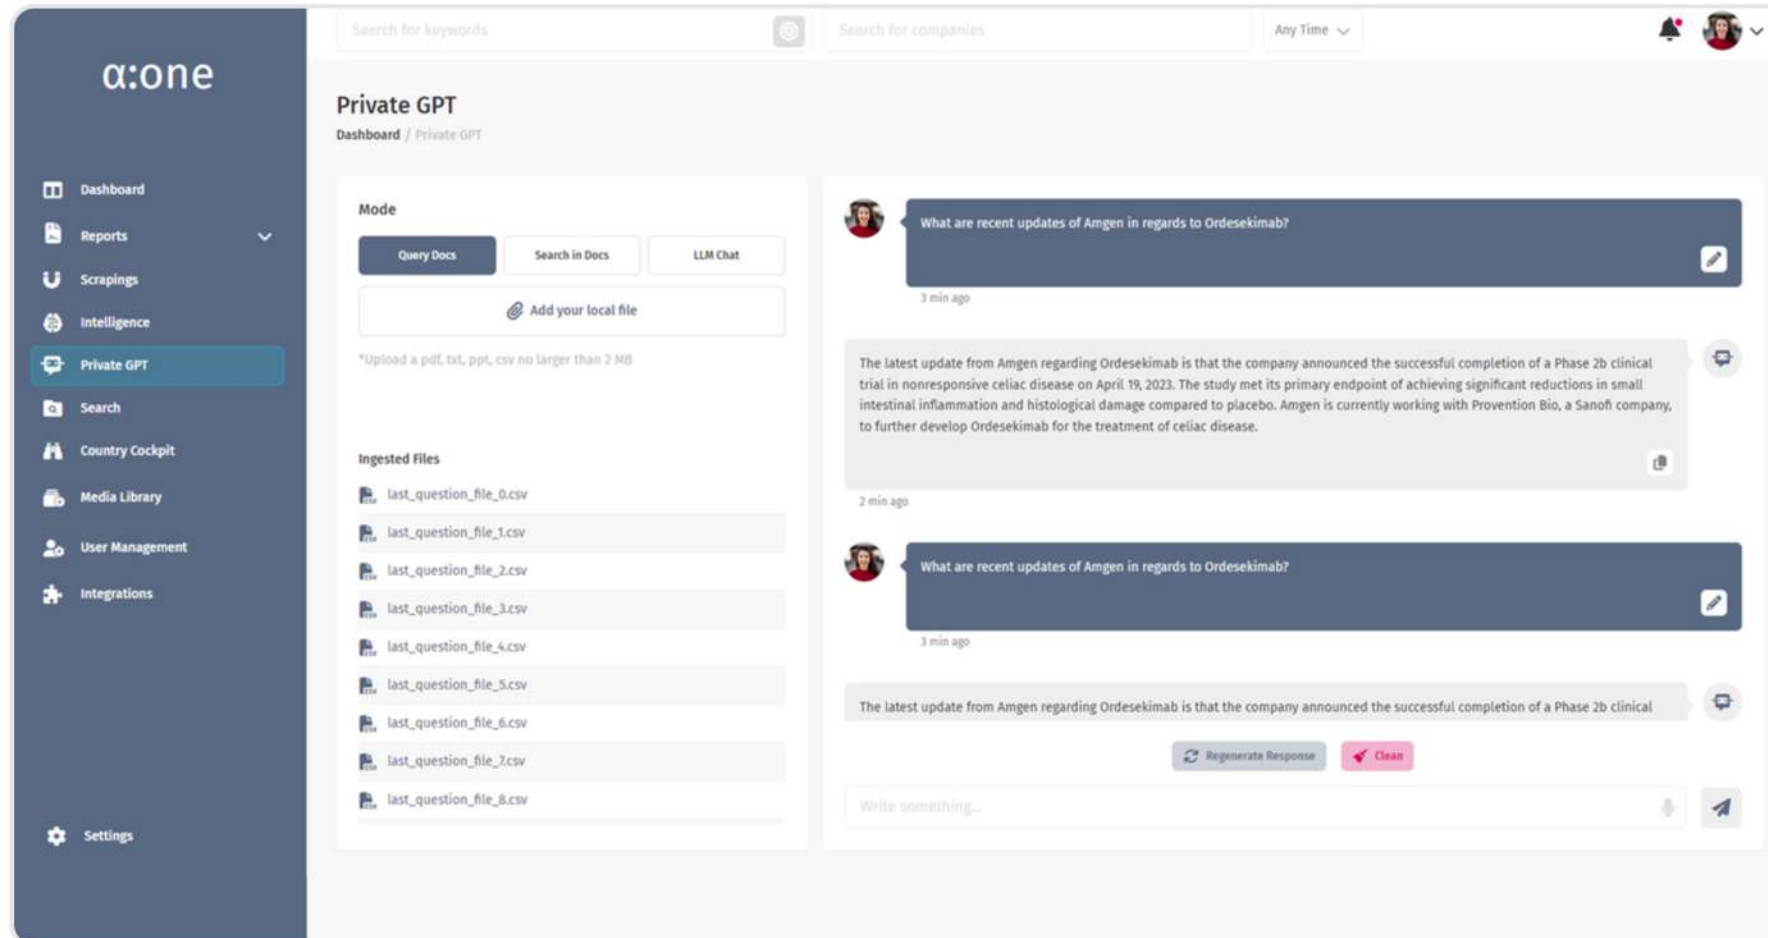 α:one
Search for keywords
Search for companies
Any Time
Private GPT
Dashboard / Private GPT
Dashboard
Reports
Scrapings
Intelligence
Private GPT
Search
Country Cockpit
Media Library
User Management
Integrations
Settings
Mode
Query Docs
Search in Docs
LLM Chat
Add your local file
*Upload a pdf, txt, ppt, csv no larger than 2 MB
Ingested Files
last_question_file_0.csv
last_question_file_1.csv
last_question_file_2.csv
last_question_file_3.csv
last_question_file_4.csv
last_question_file_5.csv
last_question_file_6.csv
last_question_file_7.csv
last_question_file_8.csv
What are recent updates of Amgen in regards to Ordesekimab?
3 min ago
The latest update from Amgen regarding Ordesekimab is that the company announced the successful completion of a Phase 2b clinical
trial in nonresponsive celiac disease on April 19, 2023. The study met its primary endpoint of achieving significant reductions in small
intestinal inflammation and histological damage compared to placebo. Amgen is currently working with Provention Bio, a Sanofi company,
to further develop Ordesekimab for the treatment of celiac disease.
2 min ago
What are recent updates of Amgen in regards to Ordesekimab?
3 min ago
The latest update from Amgen regarding Ordesekimab is that the company announced the successful completion of a Phase 2b clinical
Regenerate Response
Clean
Write something...